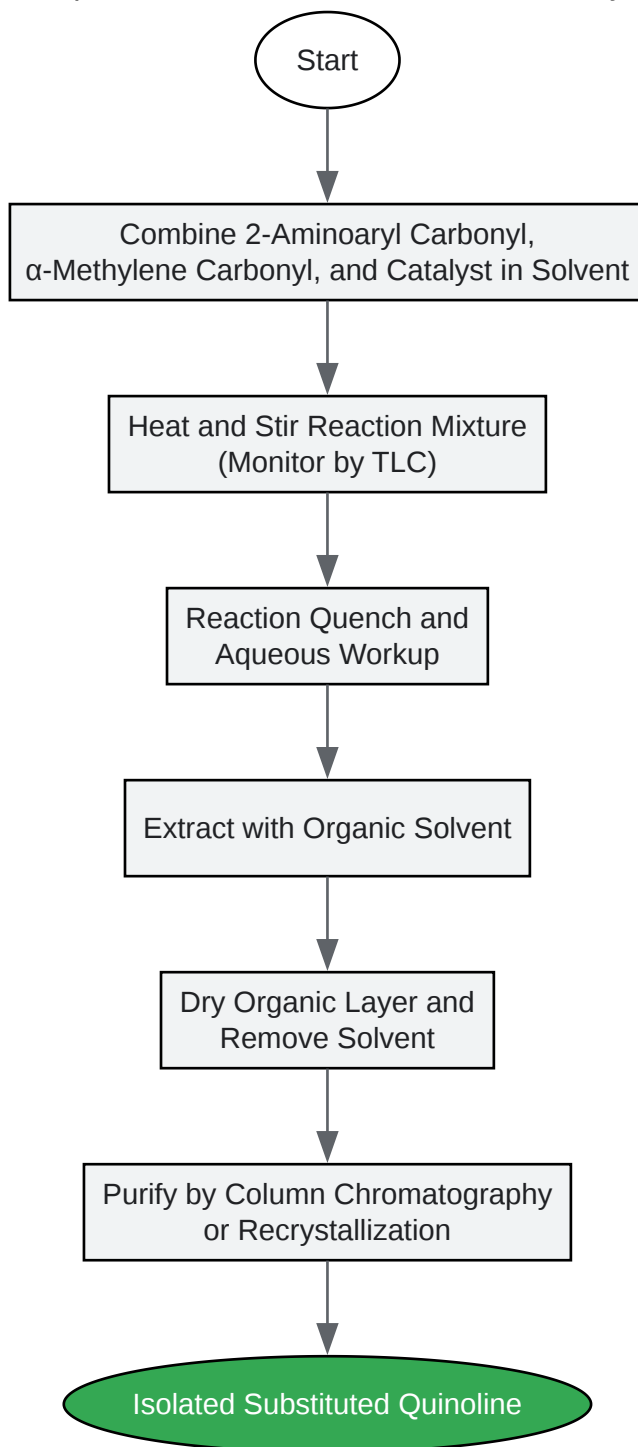 Start
Combine 2-Aminoaryl Carbonyl,
α-Methylene Carbonyl, and Catalyst in Solvent
Heat and Stir Reaction Mixture
(Monitor by TLC)
Reaction Quench and
Aqueous Workup
Extract with Organic Solvent
Dry Organic Layer and
Remove Solvent
Purify by Column Chromatography
or Recrystallization
Isolated Substituted Quinoline